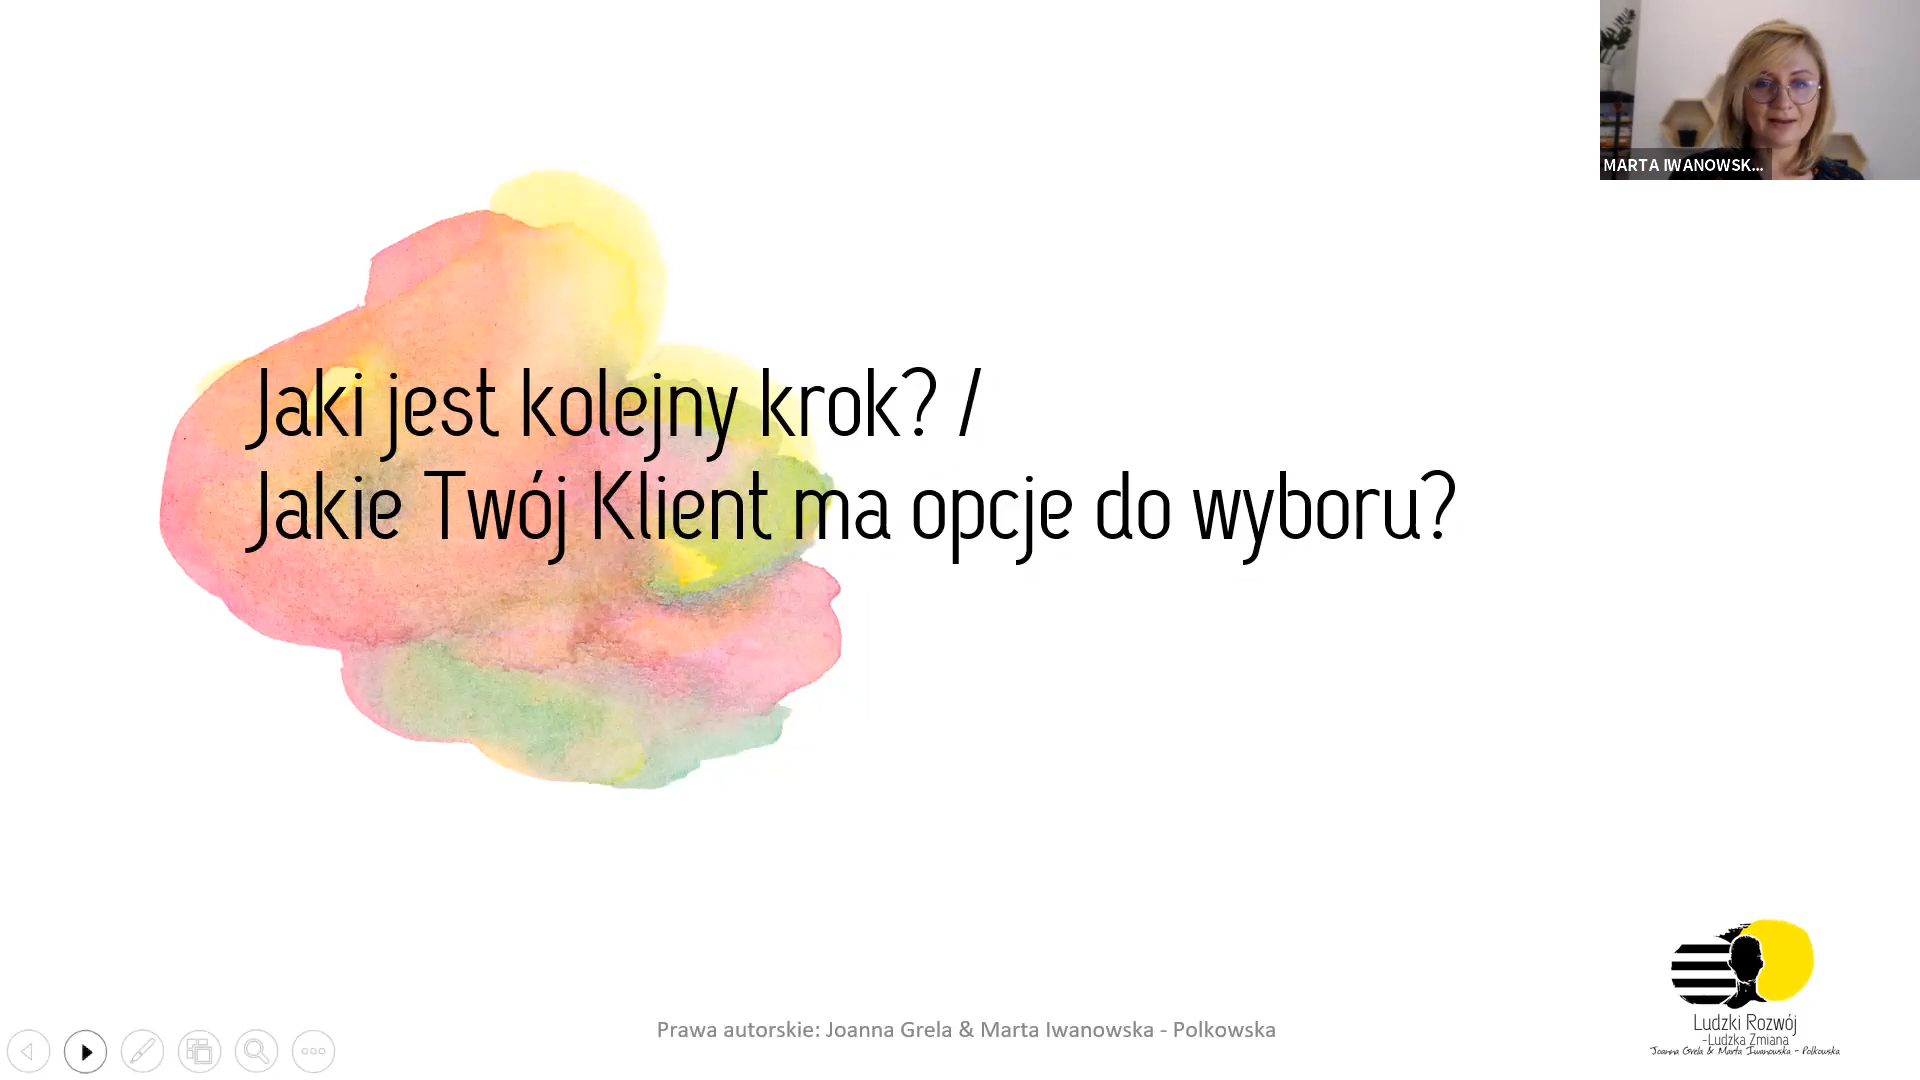 MARTA IWANOWSK...
Jaki jest kolejny krok? /
Jakie Twój Klient ma opcje do wyboru?
Prawa autorskie: Joanna Grela & Marta Iwanowska - Polkowska
Ludzki Rozwój
-Ludzka Zmiana
Joanna Grela & Marta Iwanowska - Polkowska